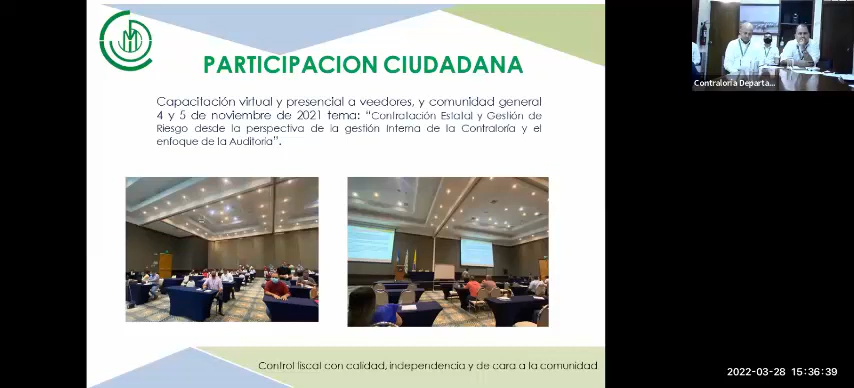 PARTICIPACION CIUDADANA
Capacitación virtual y presencial a veedores, y comunidad general
4 y 5 de noviembre de 2021 tema: "Contratación Estatal y Gestión de
Riesgo desde la perspectiva de la gestión Interna de la Contraloría y el
enfoque de la Auditoria".
Control fiscal con calidad, independencia y de cara a la comunidad
Contraloría Departa...
2022-03-28 15:36:39